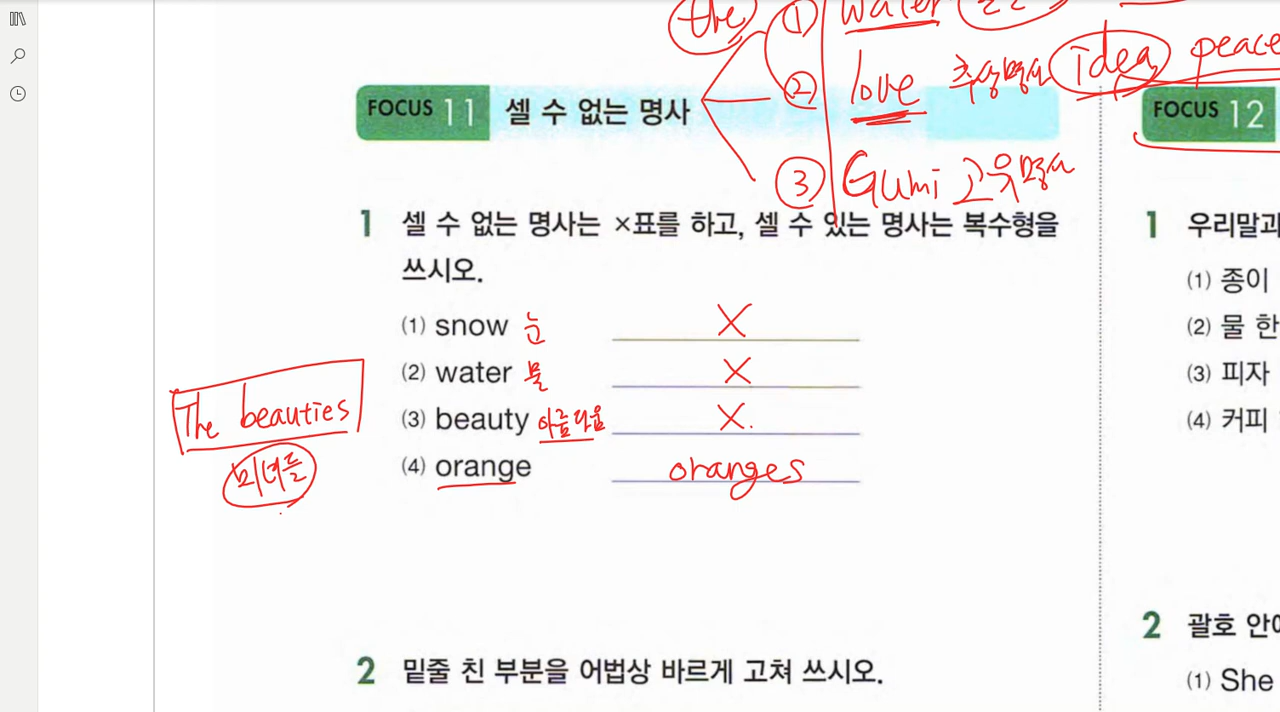 the ① water
② love 추상명사 idea, peace
FOCUS 11 셀 수 없는 명사
③ Gumi 고유명사
1 셀 수 없는 명사는 ×표를 하고, 셀 수 있는 명사는 복수형을
쓰시오.
(1) snow 눈 X
(2) water 물 X
(3) beauty 아름다움 X.
The beauties
미녀들
(4) orange oranges
2 밑줄 친 부분을 어법상 바르게 고쳐 쓰시오.
FOCUS 12
1 우리말과
(1) 종이
(2) 물 한
(3) 피자
(4) 커피
2 괄호 안에
(1) She